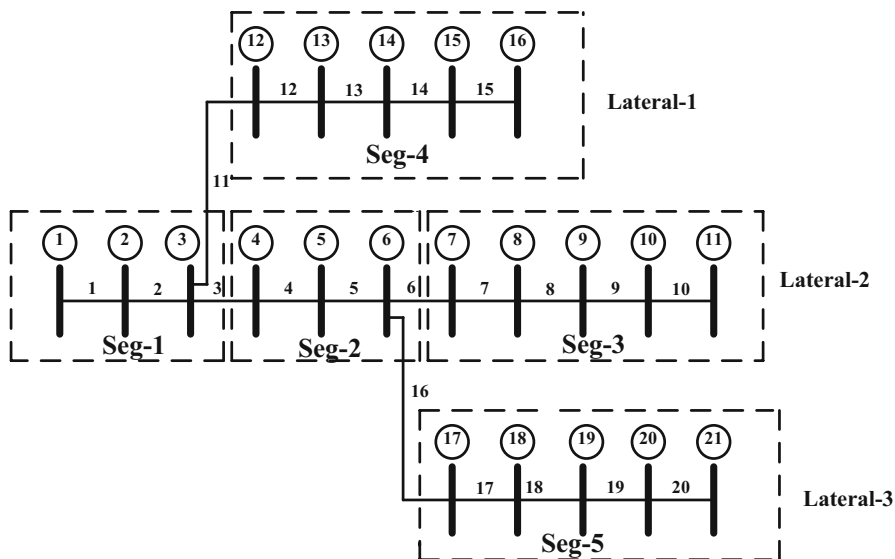 12 13 14 15 16
12 13 14 15
Lateral-1
Seg-4
11
1 2 3 4 5 6 7 8 9 10 11
1 2 3 4 5 6 7 8 9 10
Lateral-2
Seg-1 Seg-2 Seg-3
16
17 18 19 20 21
17 18 19 20
Lateral-3
Seg-5